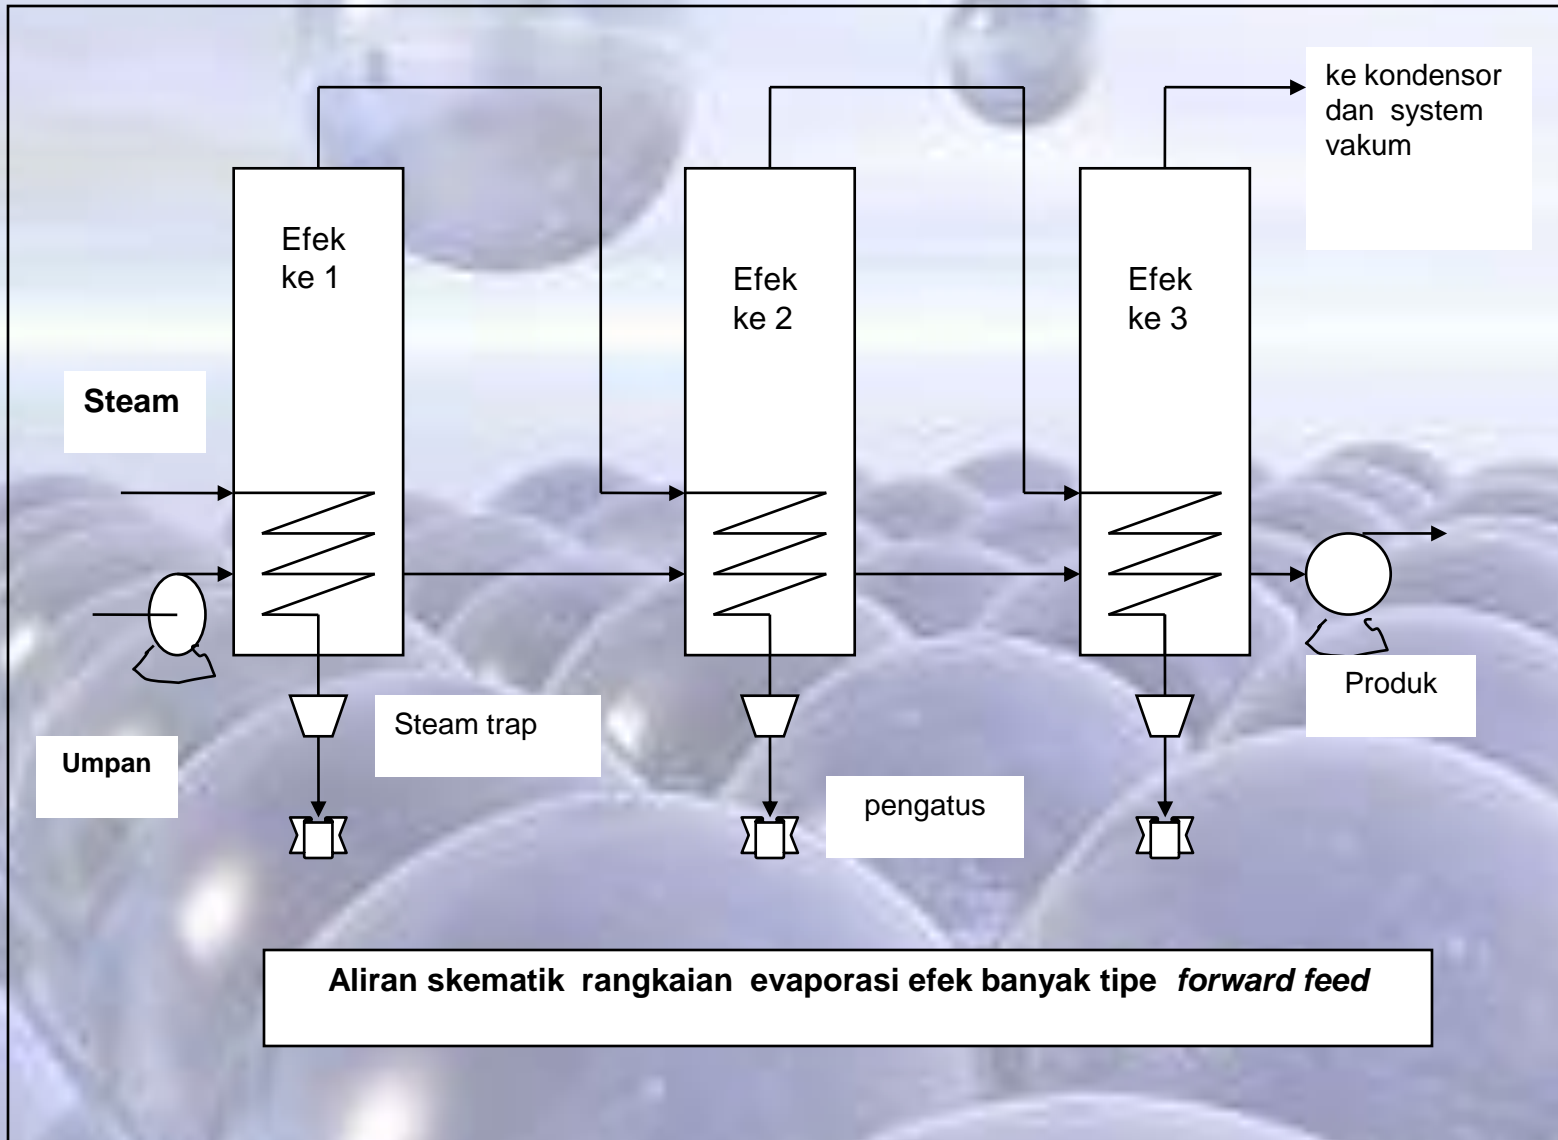 ke kondensor
dan system
vakum
Efek
ke 1
Efek
ke 2
Efek
ke 3
Steam
Umpan
Steam trap
Produk
pengatus
Aliran skematik rangkaian evaporasi efek banyak tipe forward feed